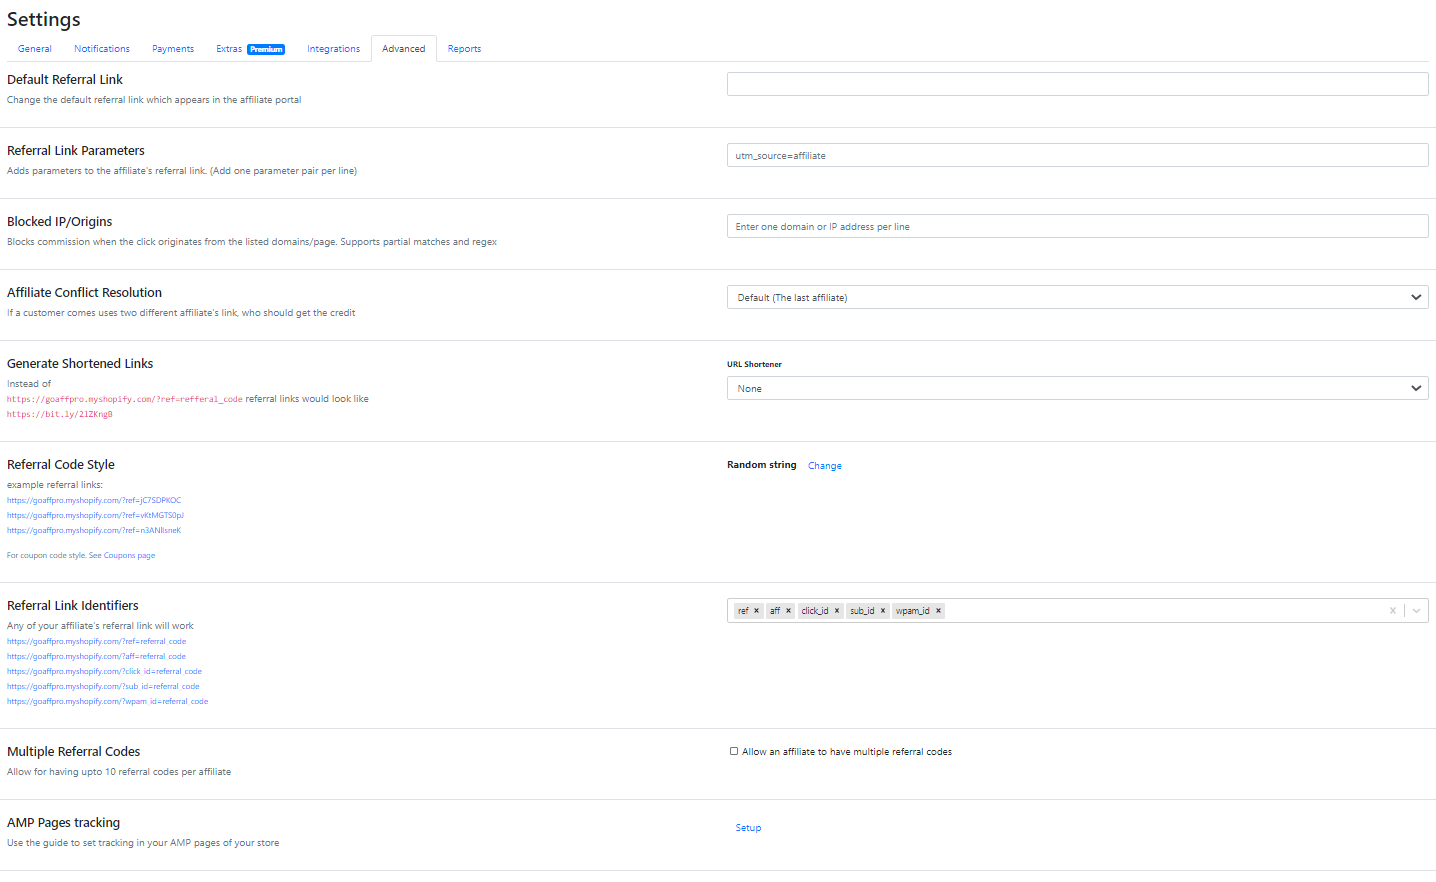 Settings
General Notifications Payments Extras Premium Integrations Advanced Reports
Default Referral Link
Change the default referral link which appears in the affiliate portal
Referral Link Parameters
Adds parameters to the affiliate's referral link. (Add one parameter pair per line)
utm_source=affiliate
Blocked IP/Origins
Blocks commission when the click originates from the listed domains/page. Supports partial matches and regex
Enter one domain or IP address per line
Affiliate Conflict Resolution
If a customer comes uses two different affiliate's link, who should get the credit
Default (The last affiliate)
Generate Shortened Links
Instead of
https://goaffpro.myshopify.com/?ref=refferal_code referral links would look like
https://bit.ly/2lZKngB
URL Shortener
None
Referral Code Style
example referral links:
https://goaffpro.myshopify.com/?ref=jC7SDPKOC
https://goaffpro.myshopify.com/?ref=vKtMGTS0pJ
https://goaffpro.myshopify.com/?ref=n3ANlIsneK
For coupon code style. See Coupons page
Random string Change
Referral Link Identifiers
Any of your affiliate's referral link will work
https://goaffpro.myshopify.com/?ref=referral_code
https://goaffpro.myshopify.com/?aff=referral_code
https://goaffpro.myshopify.com/?click_id=referral_code
https://goaffpro.myshopify.com/?sub_id=referral_code
https://goaffpro.myshopify.com/?wpam_id=referral_code
ref × aff × click_id × sub_id × wpam_id ×
Multiple Referral Codes
Allow for having upto 10 referral codes per affiliate
Allow an affiliate to have multiple referral codes
AMP Pages tracking
Use the guide to set tracking in your AMP pages of your store
Setup